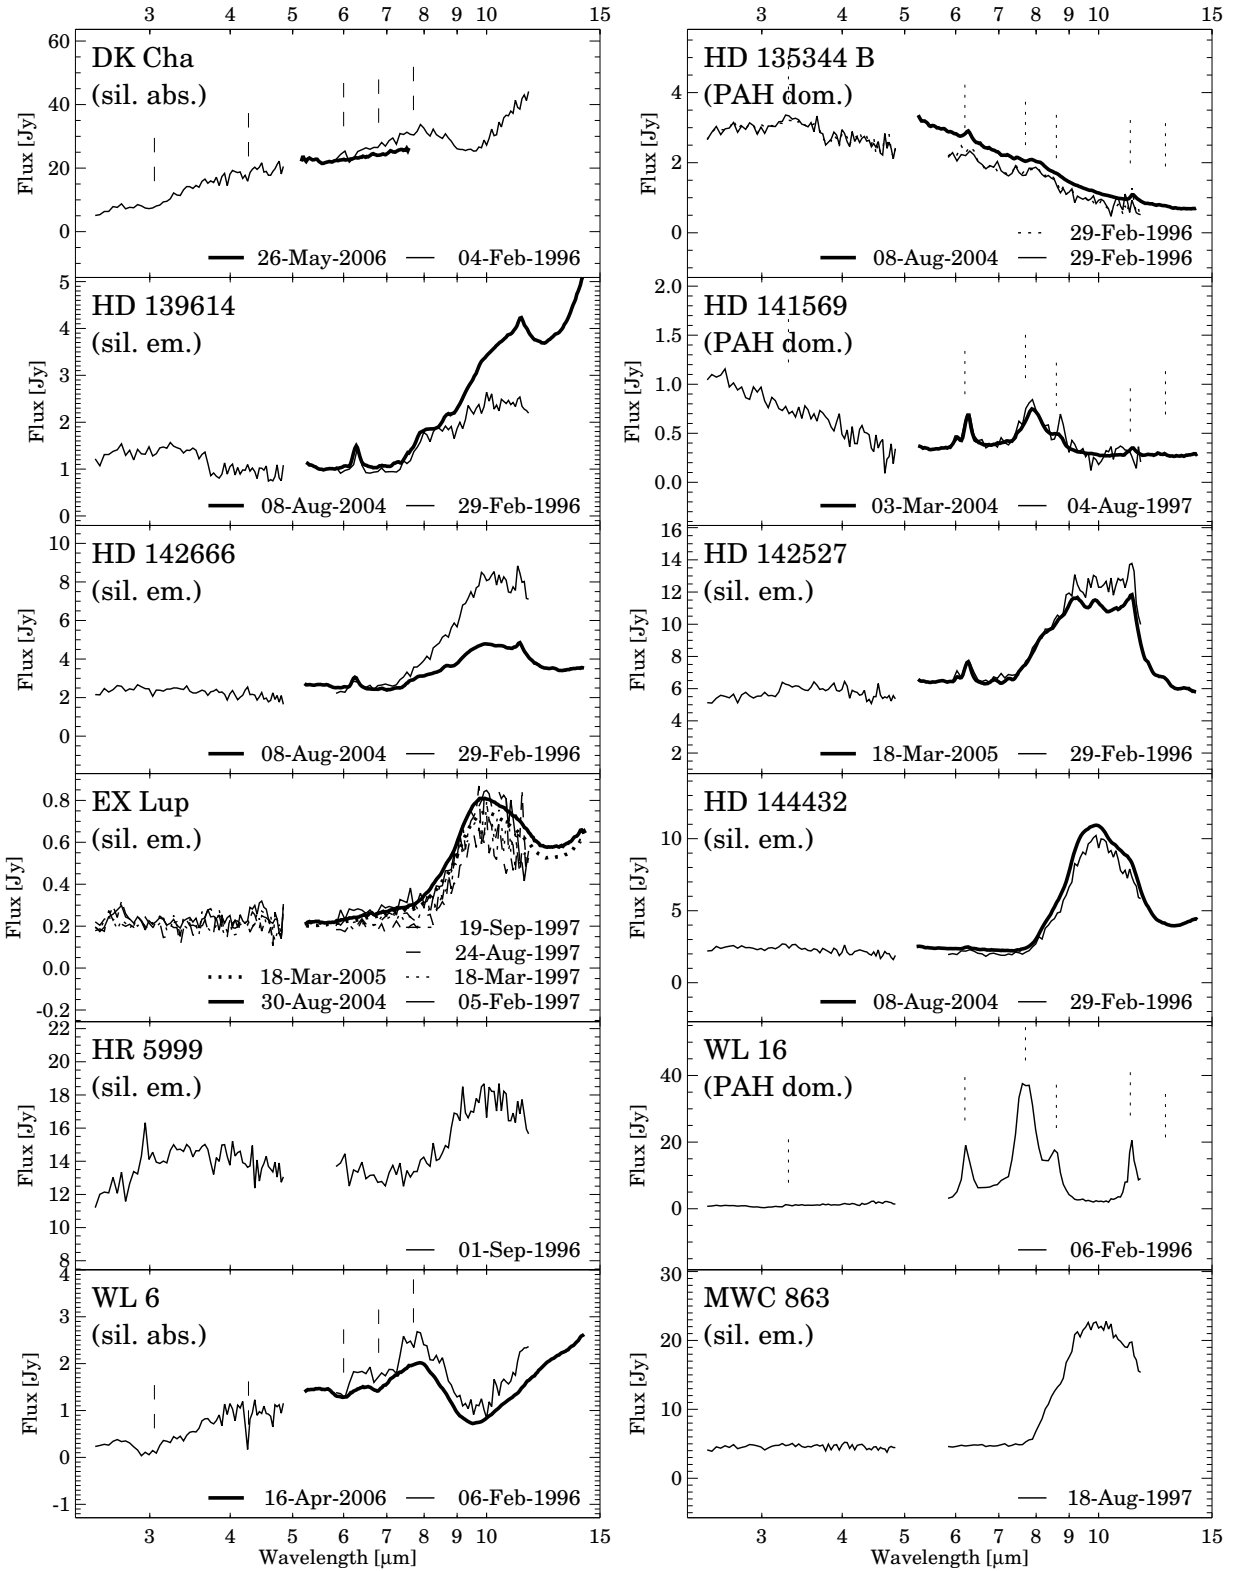 3 4 5 6 7 8 9 10 15
3 4 5 6 7 8 9 10 15
DK Cha
(sil. abs.)
60
40
20
0
Flux [Jy]
26-May-2006
04-Feb-1996
HD 135344 B
(PAH dom.)
4
2
0
Flux [Jy]
29-Feb-1996
08-Aug-2004
29-Feb-1996
HD 139614
(sil. em.)
5
4
3
2
1
0
Flux [Jy]
08-Aug-2004
29-Feb-1996
HD 141569
(PAH dom.)
2.0
1.5
1.0
0.5
0.0
Flux [Jy]
03-Mar-2004
04-Aug-1997
HD 142666
(sil. em.)
10
8
6
4
2
0
Flux [Jy]
08-Aug-2004
29-Feb-1996
HD 142527
(sil. em.)
16
14
12
10
8
6
4
2
Flux [Jy]
18-Mar-2005
29-Feb-1996
EX Lup
(sil. em.)
0.8
0.6
0.4
0.2
0.0
-0.2
Flux [Jy]
19-Sep-1997
24-Aug-1997
18-Mar-2005
18-Mar-1997
30-Aug-2004
05-Feb-1997
HD 144432
(sil. em.)
10
5
0
Flux [Jy]
08-Aug-2004
29-Feb-1996
HR 5999
(sil. em.)
22
20
18
16
14
12
10
8
Flux [Jy]
01-Sep-1996
WL 16
(PAH dom.)
40
20
0
Flux [Jy]
06-Feb-1996
WL 6
(sil. abs.)
4
3
2
1
0
-1
Flux [Jy]
16-Apr-2006
06-Feb-1996
MWC 863
(sil. em.)
30
20
10
0
Flux [Jy]
18-Aug-1997
3 4 5 6 7 8 9 10 15
Wavelength [μm]
3 4 5 6 7 8 9 10 15
Wavelength [μm]